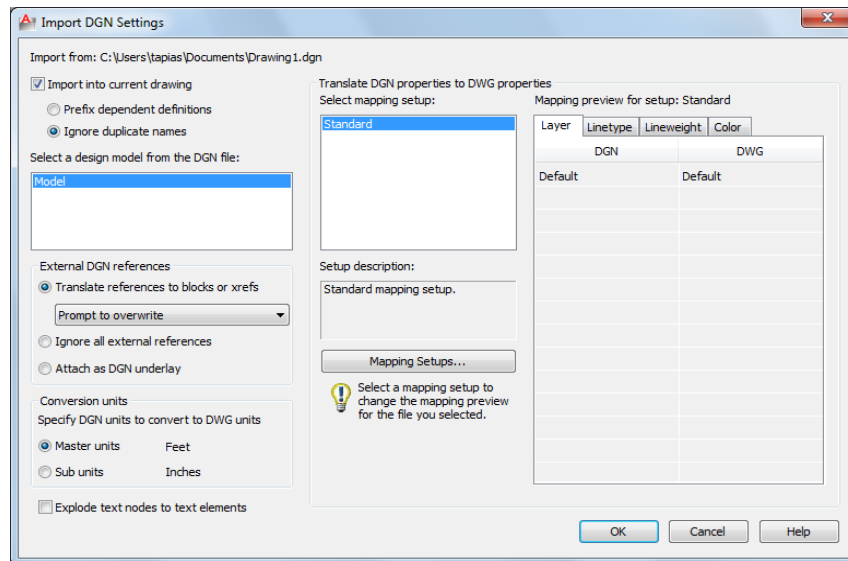 Import DGN Settings
Import from: C:\Users\tapias\Documents\Drawing1.dgn
Import into current drawing
Prefix dependent definitions
Ignore duplicate names
Select a design model from the DGN file:
Model
External DGN references
Translate references to blocks or xrefs
Prompt to overwrite
Ignore all external references
Attach as DGN underlay
Conversion units
Specify DGN units to convert to DWG units
Master units Feet
Sub units Inches
Explode text nodes to text elements
Translate DGN properties to DWG properties
Select mapping setup:
Standard
Setup description:
Standard mapping setup.
Mapping Setups...
Select a mapping setup to
change the mapping preview
for the file you selected.
Mapping preview for setup: Standard
Layer Linetype Lineweight Color
DGN DWG
Default Default
OK Cancel Help